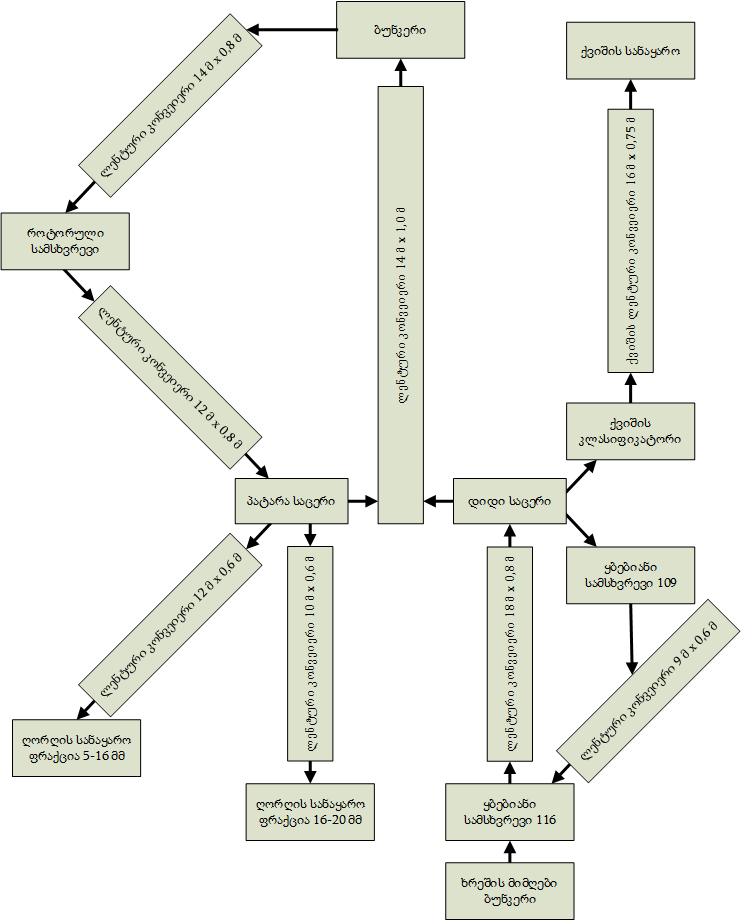 ბუნკერი
ქვიშის სანაყარო
ლენტური კონვეიერი 14 მ x 0,8 მ
ლენტური კონვეიერი 14 მ x 1,0 მ
ქვიშის ლენტური კონვეიერი 16 მ x 0,75 მ
როტორული
სამსხვრევი
ლენტური კონვეიერი 12 მ x 0,8 მ
ქვიშის
კლასიფიკატორი
პატარა საცერი
დიდი საცერი
ლენტური კონვეიერი 12 მ x 0,6 მ
ლენტური კონვეიერი 10 მ x 0,6 მ
ლენტური კონვეიერი 18 მ x 0,8 მ
ყბებიანი
სამსხვრევი 109
ლენტური კონვეიერი 9 მ x 0,6 მ
ღორღის სანაყარო
ფრაქცია 5-16 მმ
ღორღის სანაყარო
ფრაქცია 16-20 მმ
ყბებიანი
სამსხვრევი 116
ხრეშის მიმღები
ბუნკერი